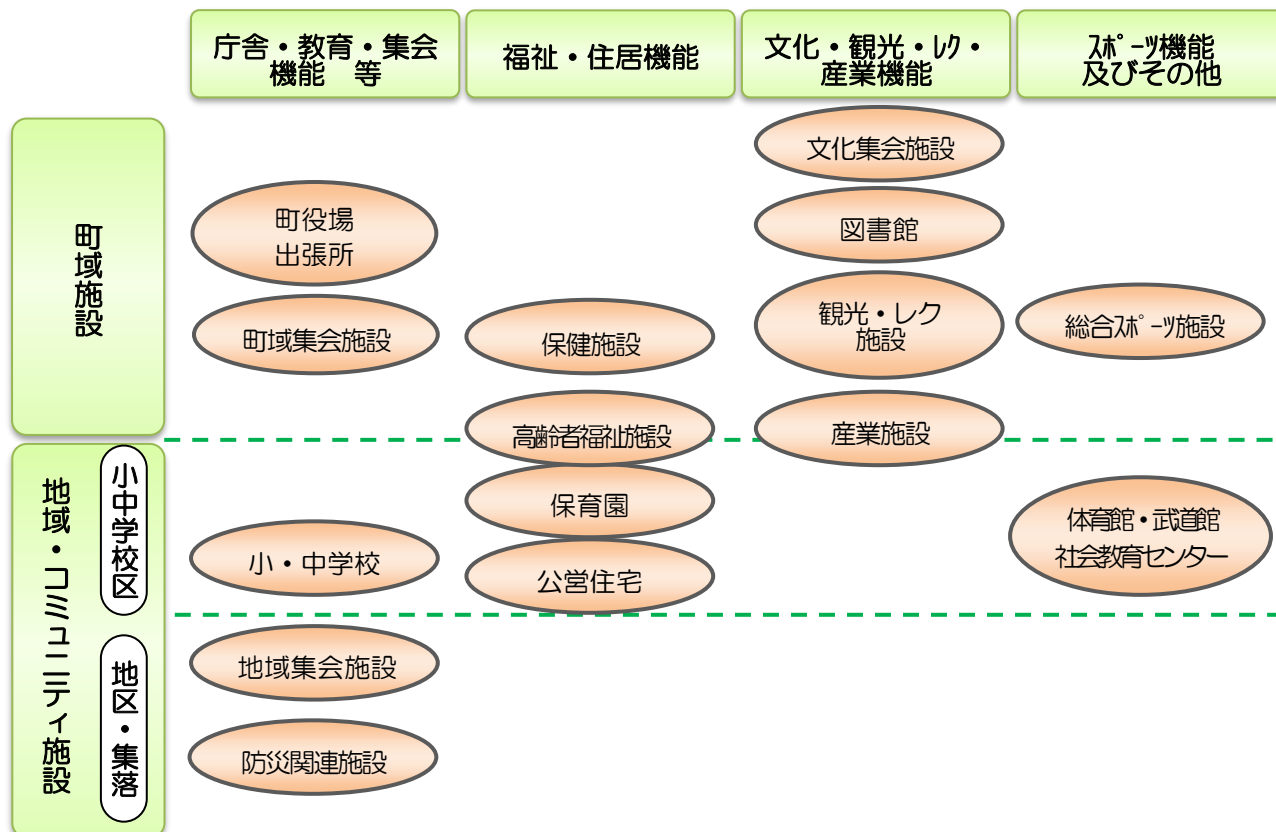 庁舎・教育・集会
機能　等
福祉・住居機能
文化・観光・ﾚｸ・
産業機能
ｽﾎﾟｰﾂ機能
及びその他
町域施設
町役場
出張所
町域集会施設
保健施設
高齢者福祉施設
文化集会施設
図書館
観光・レク
施設
産業施設
総合ｽﾎﾟｰﾂ施設
地域・コミュニティ施設
小中学校区
小・中学校
保育園
公営住宅
体育館・武道館
社会教育センター
地区・集落
地域集会施設
防災関連施設